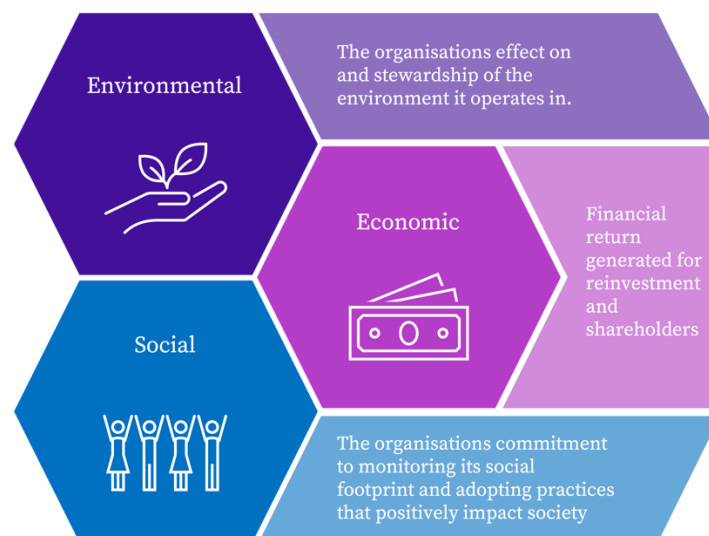 Environmental
The organisations effect on
and stewardship of the
environment it operates in.
Economic
Financial
return
generated for
reinvestment
and
shareholders
Social
The organisations commitment
to monitoring its social
footprint and adopting practices
that positively impact society